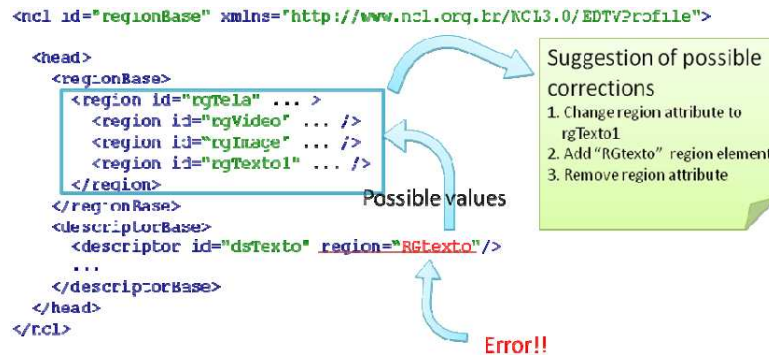 <ncl id="regionBase" xmlns="http://www.ncl.org.br/NCL3.0/EDTVProfile">
<head>
<regionBase>
<region id="rgTela" ... >
<region id="rgVideo" ... />
<region id="rgImage" ... />
<region id="rgTexto1" ... />
</region>
</regionBase>
<descriptorBase>
<descriptor id="dsTexto" region="RGtexto"/>
...
</descriptorBase>
</head>
</ncl>
Possible values
Error!!
Suggestion of possible
corrections
1. Change region attribute to
rgTexto1
2. Add "RGtexto" region element
3. Remove region attribute